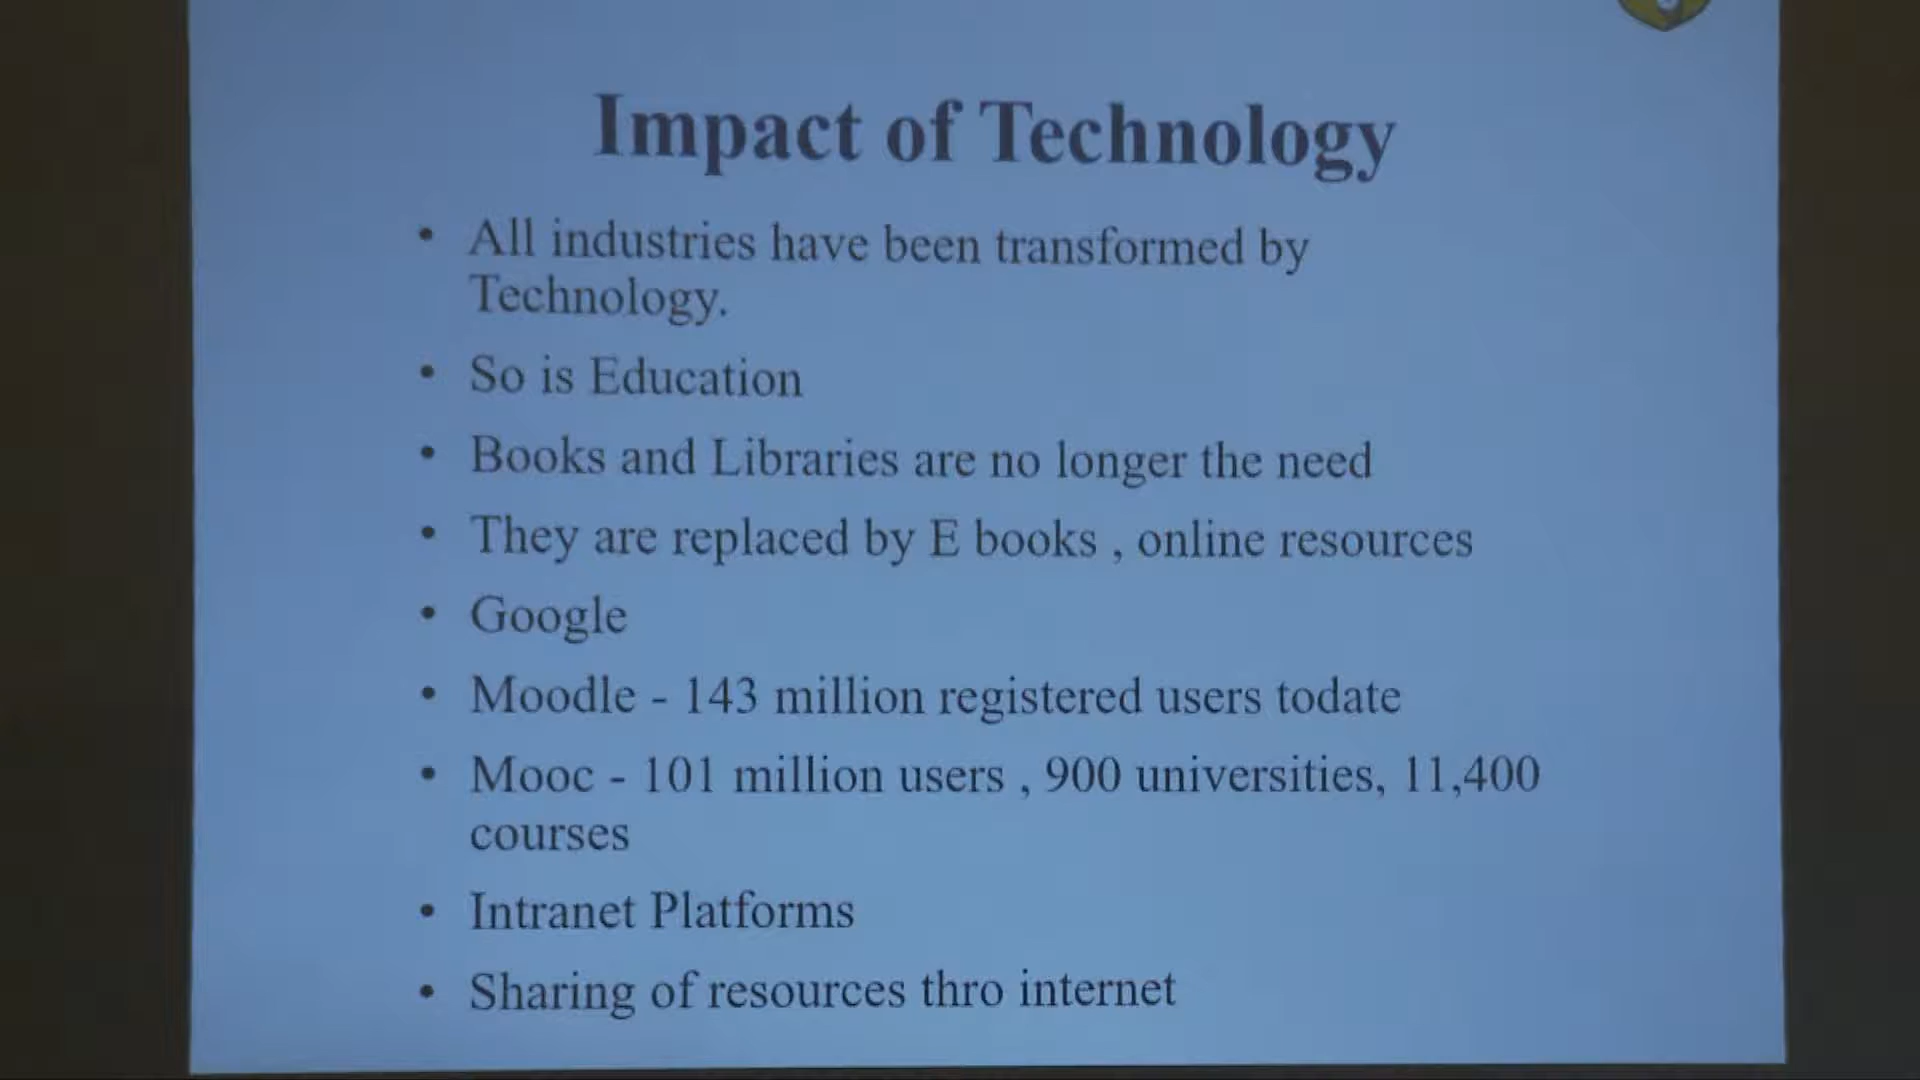 Impact of Technology
• All industries have been transformed by
Technology.
• So is Education
• Books and Libraries are no longer the need
• They are replaced by E books , online resources
• Google
• Moodle - 143 million registered users todate
• Mooc - 101 million users , 900 universities, 11,400
courses
• Intranet Platforms
• Sharing of resources thro internet